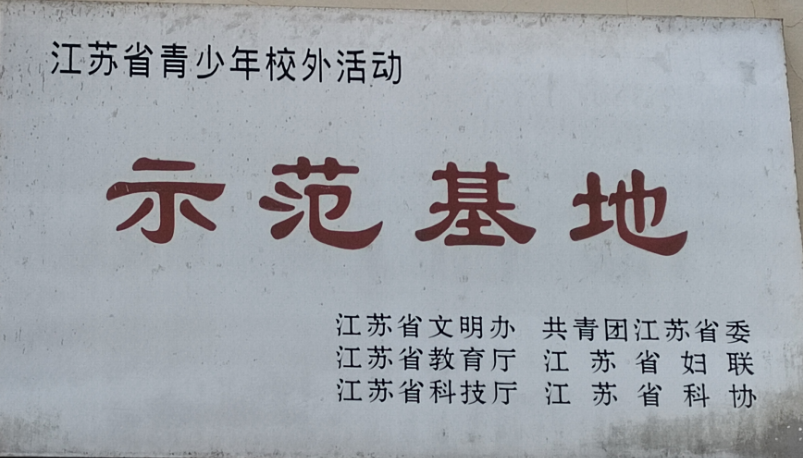 江苏省青少年校外活动
示范基地
江苏省文明办 共青团江苏省委
江苏省教育厅 江苏省妇联
江苏省科技厅 江苏省科协